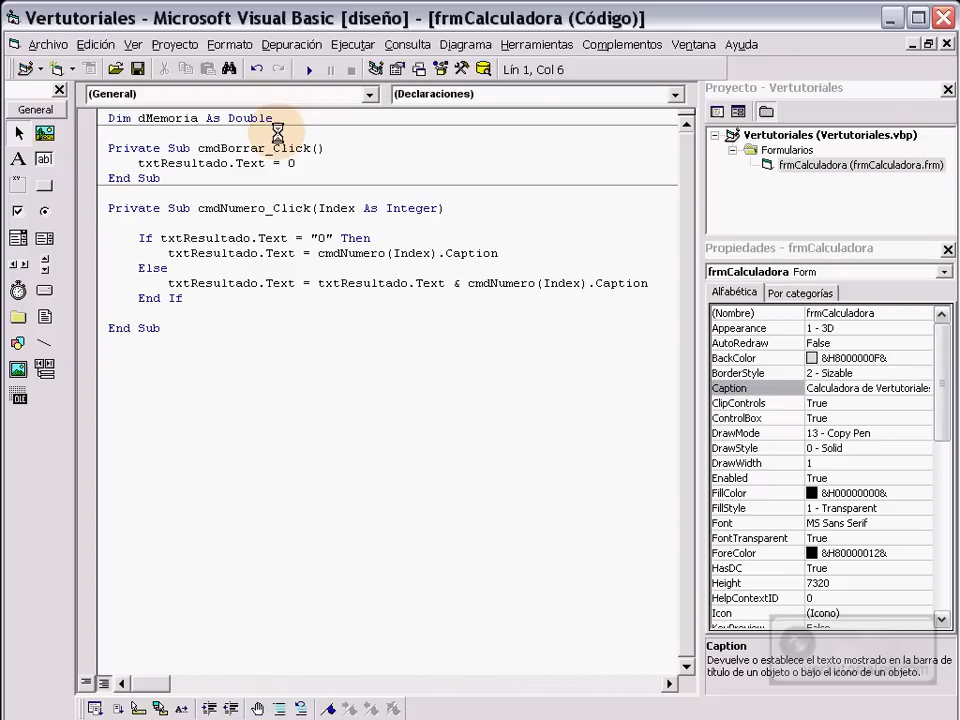 Vertutoriales - Microsoft Visual Basic [diseño] - [frmCalculadora (Código)]
Archivo Edición Ver Proyecto Formato Depuración Ejecutar Consulta Diagrama Herramientas Complementos Ventana Ayuda
Lín 1, Col 6
General
(General) (Declaraciones)
Dim dMemoria As Double
Private Sub cmdBorrar_Click()
txtResultado.Text = 0
End Sub
Private Sub cmdNumero_Click(Index As Integer)
If txtResultado.Text = "0" Then
txtResultado.Text = cmdNumero(Index).Caption
Else
txtResultado.Text = txtResultado.Text & cmdNumero(Index).Caption
End If
End Sub
Proyecto - Vertutoriales
Vertutoriales (Vertutoriales.vbp)
Formularios
frmCalculadora (frmCalculadora.frm)
Propiedades - frmCalculadora
frmCalculadora Form
Alfabética Por categorías
(Nombre) frmCalculadora
Appearance 1 - 3D
AutoRedraw False
BackColor &H8000000F&
BorderStyle 2 - Sizable
Caption Calculadora de Vertutoriales
ClipControls True
ControlBox True
DrawMode 13 - Copy Pen
DrawStyle 0 - Solid
DrawWidth 1
Enabled True
FillColor &H00000000&
FillStyle 1 - Transparent
Font MS Sans Serif
FontTransparent True
ForeColor &H80000012&
HasDC True
Height 7320
HelpContextID 0
Icon (Icono)
KeyPreview False
Caption
Devuelve o establece el texto mostrado en la barra de
título de un objeto o bajo el icono de un objeto.